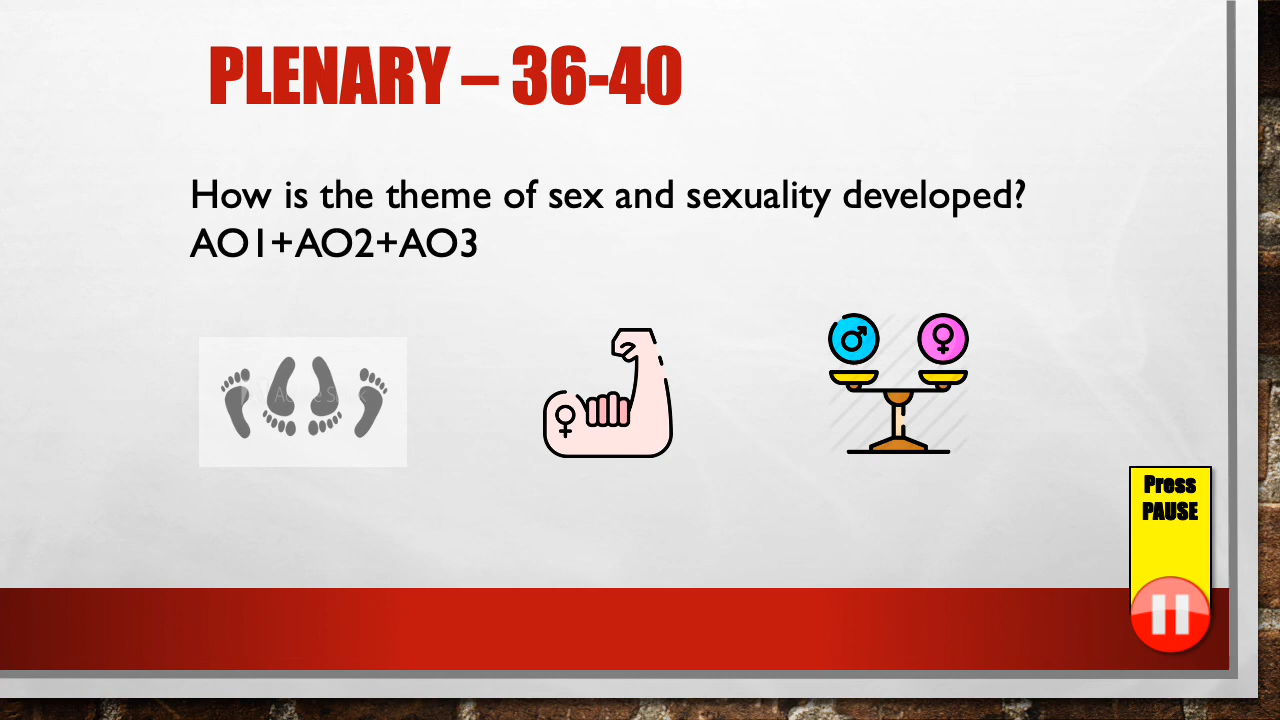 PLENARY – 36-40
How is the theme of sex and sexuality developed?
AO1+AO2+AO3
Press
PAUSE